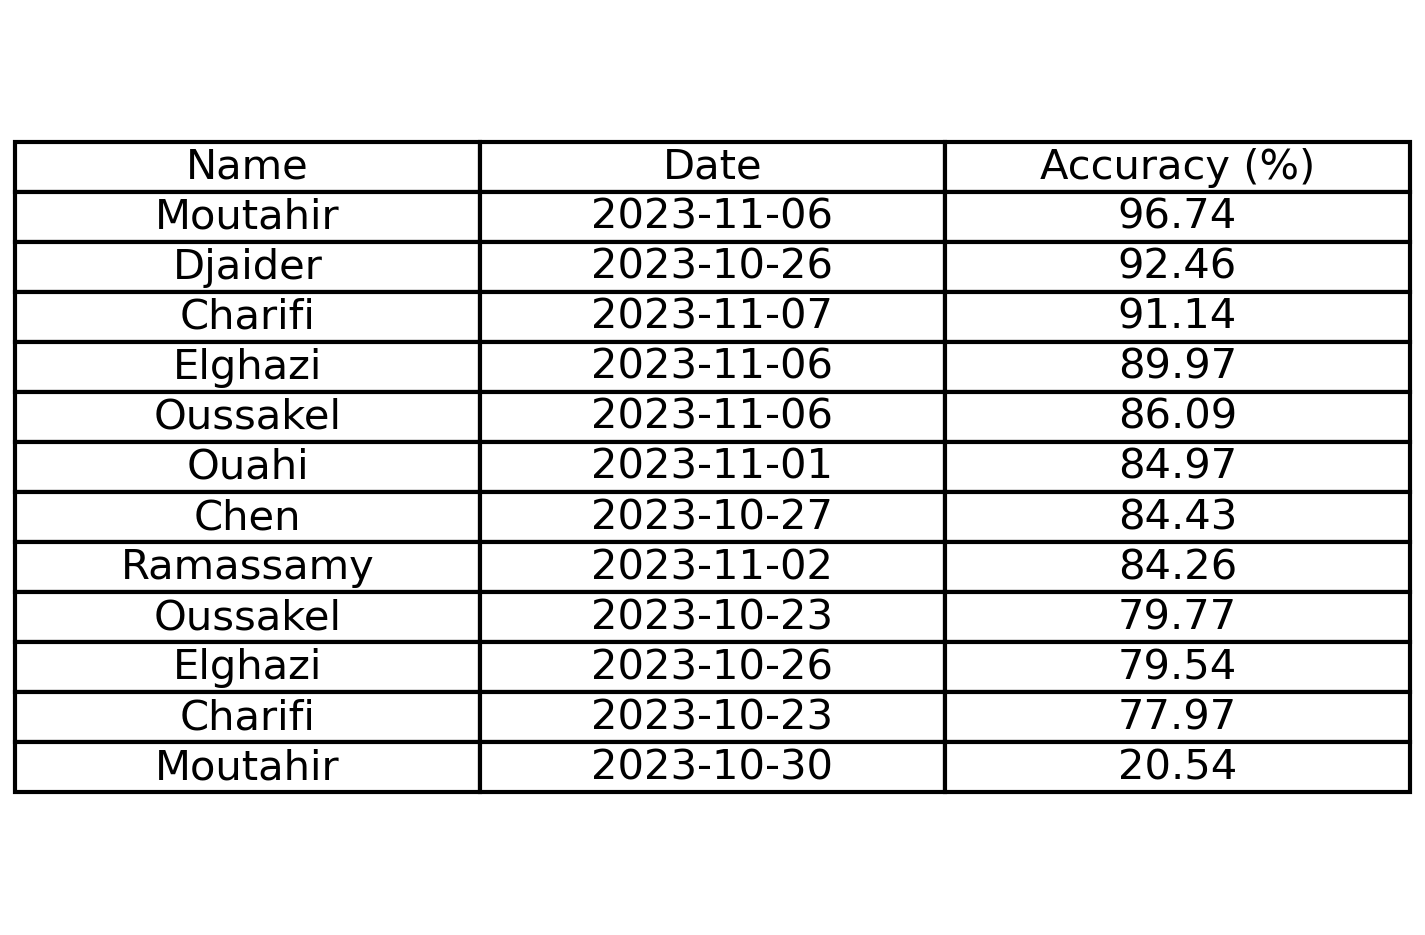 Name Date Accuracy (%)
Moutahir 2023-11-06 96.74
Djaider 2023-10-26 92.46
Charifi 2023-11-07 91.14
Elghazi 2023-11-06 89.97
Oussakel 2023-11-06 86.09
Ouahi 2023-11-01 84.97
Chen 2023-10-27 84.43
Ramassamy 2023-11-02 84.26
Oussakel 2023-10-23 79.77
Elghazi 2023-10-26 79.54
Charifi 2023-10-23 77.97
Moutahir 2023-10-30 20.54